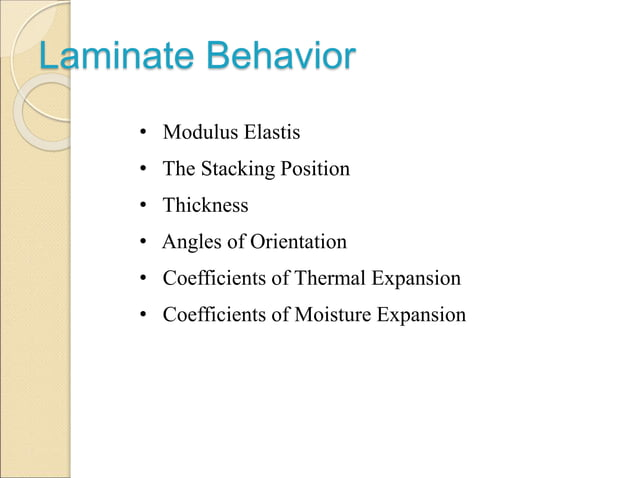 Laminate Behavior
• Modulus Elastis
• The Stacking Position
• Thickness
• Angles of Orientation
• Coefficients of Thermal Expansion
• Coefficients of Moisture Expansion